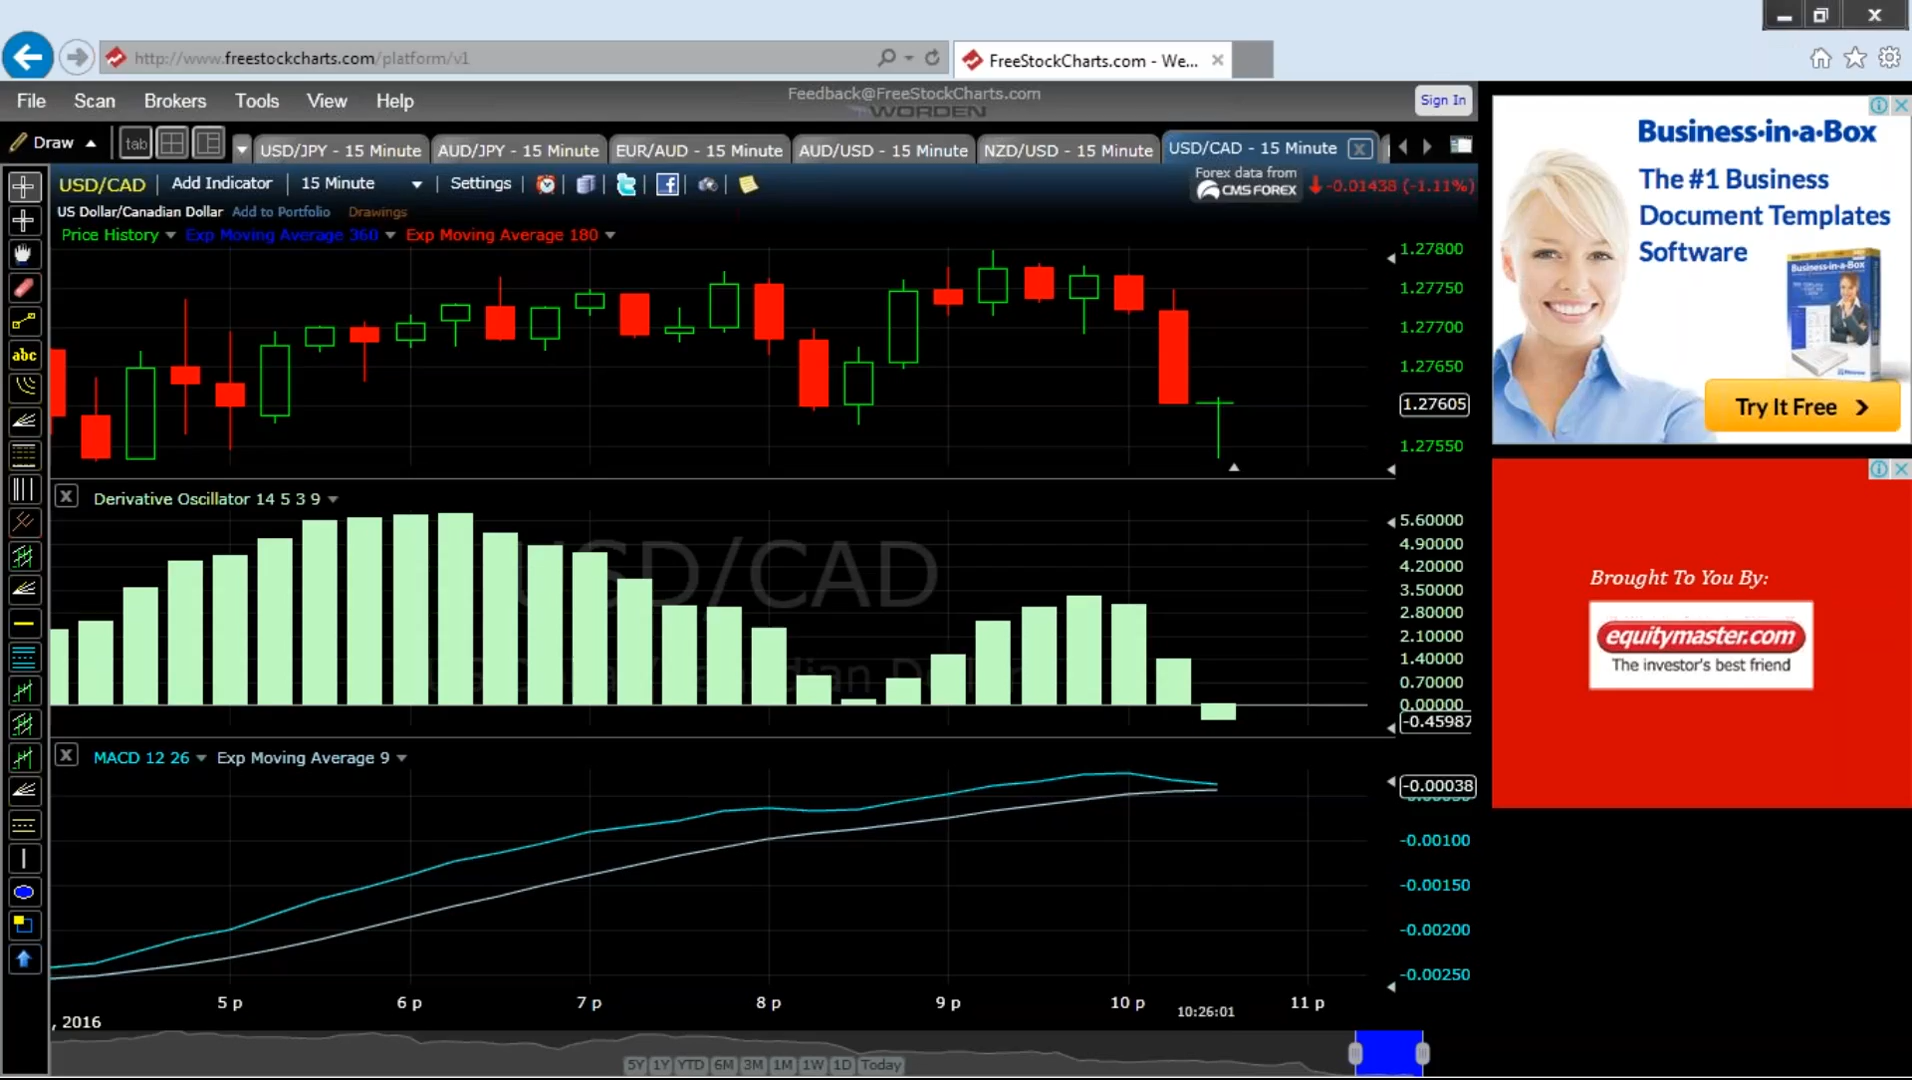 http://www.freestockcharts.com/platform/v1
FreeStockCharts.com - We...
File Scan Brokers Tools View Help
Feedback@FreeStockCharts.com
WORDEN
Sign In
Draw
tab
USD/JPY - 15 Minute
AUD/JPY - 15 Minute
EUR/AUD - 15 Minute
AUD/USD - 15 Minute
NZD/USD - 15 Minute
USD/CAD - 15 Minute
USD/CAD Add Indicator 15 Minute Settings
Forex data from
CMS FOREX
-0.01438 (-1.11%)
US Dollar/Canadian Dollar Add to Portfolio Drawings
Price History Exp Moving Average 360 Exp Moving Average 180
abc
1.27800
1.27750
1.27700
1.27650
1.27605
1.27550
Derivative Oscillator 14 5 3 9
USD/CAD
5.60000
4.90000
4.20000
3.50000
2.80000
2.10000
1.40000
0.70000
0.00000
-0.45987
MACD 12 26 Exp Moving Average 9
-0.00038
-0.00100
-0.00150
-0.00200
-0.00250
5 p 6 p 7 p 8 p 9 p 10 p 11 p
10:26:01
, 2016
5Y 1Y YTD 6M 3M 1M 1W 1D Today
Business-in-a-Box
The #1 Business
Document Templates
Software
Business-in-a-Box
Try It Free
Brought To You By:
equitymaster.com
The investor's best friend